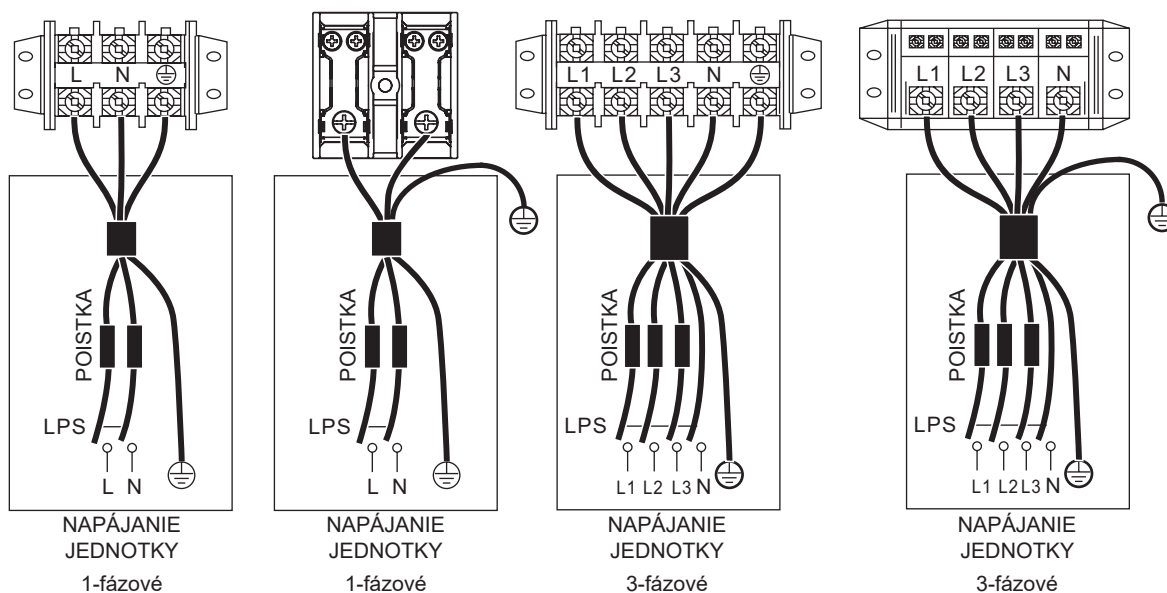 L N
POISTKA
LPS
L N
NAPÁJANIE
JEDNOTKY
1-fázové
POISTKA
LPS
L N
NAPÁJANIE
JEDNOTKY
1-fázové
L1 L2 L3 N
POISTKA
LPS
L1 L2 L3 N
NAPÁJANIE
JEDNOTKY
3-fázové
L1 L2 L3 N
POISTKA
LPS
L1 L2 L3 N
NAPÁJANIE
JEDNOTKY
3-fázové